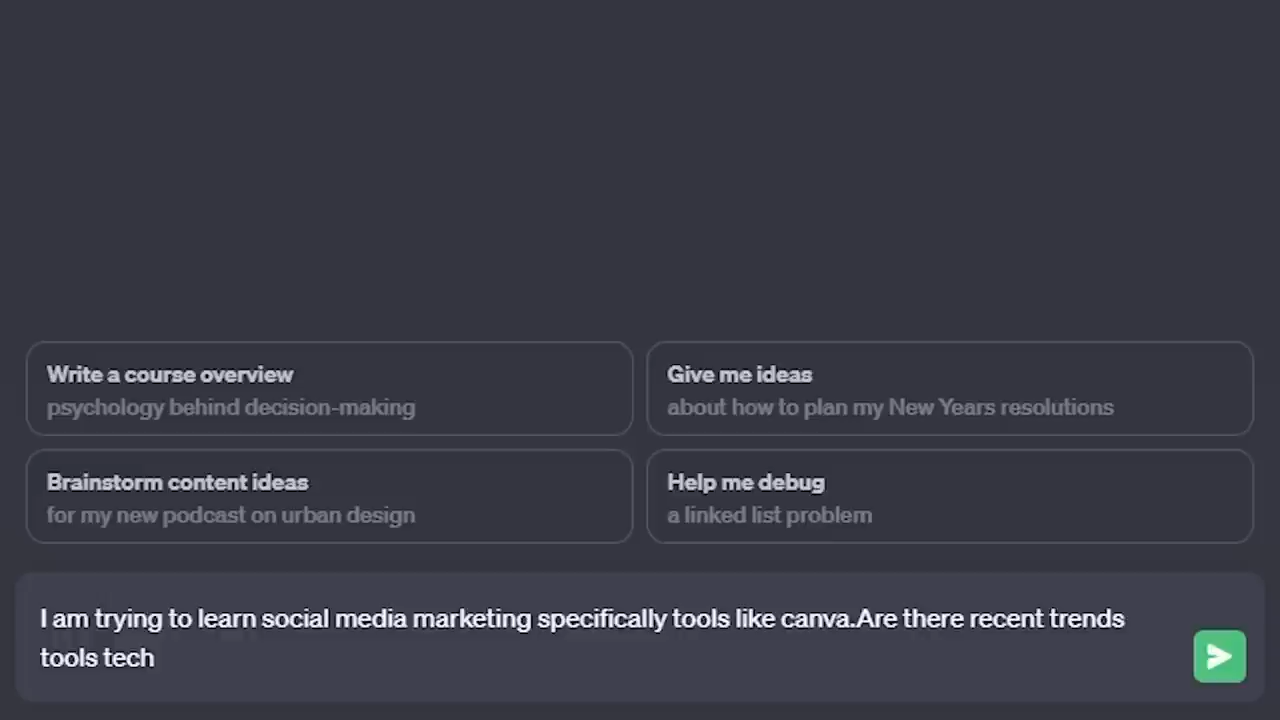 Write a course overview
psychology behind decision-making
Give me ideas
about how to plan my New Years resolutions
Brainstorm content ideas
for my new podcast on urban design
Help me debug
a linked list problem
I am trying to learn social media marketing specifically tools like canva.Are there recent trends
tools tech